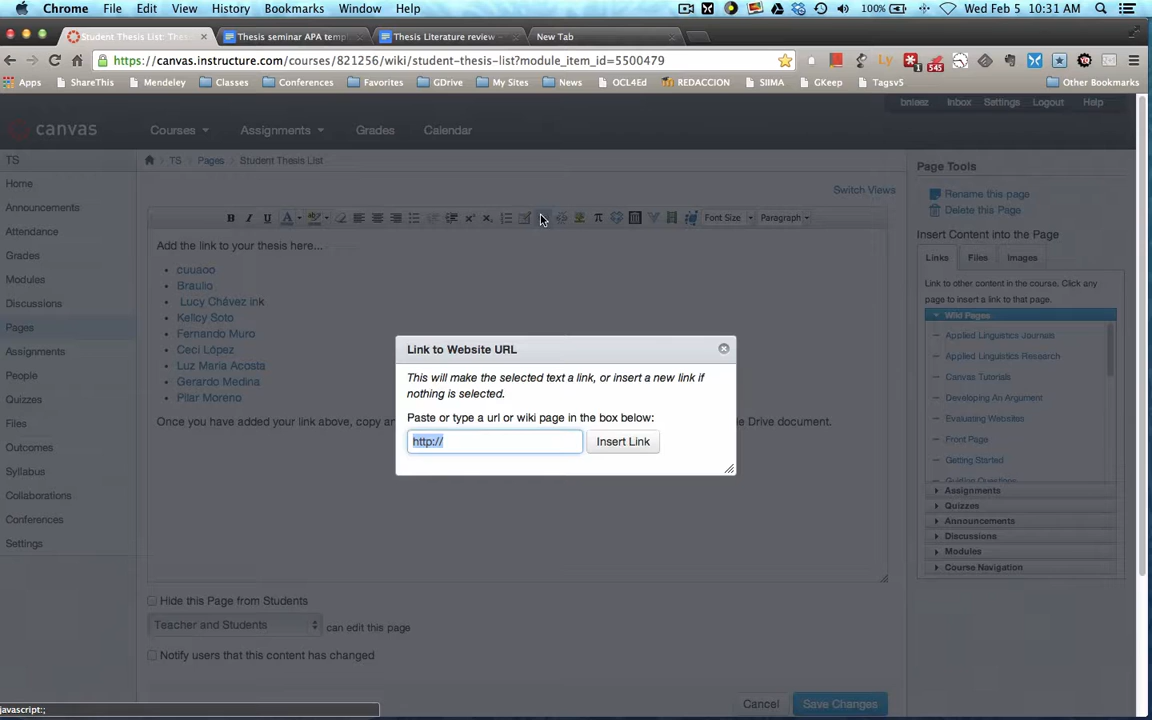 Chrome File Edit View History Bookmarks Window Help 100% Wed Feb 5 10:31 AM
Student Thesis List: Thes
Thesis seminar APA temp
Thesis Literature review
New Tab
https://canvas.instructure.com/courses/821256/wiki/student-thesis-list?module_item_id=5500479
545
Apps ShareThis Mendeley Classes Conferences Favorites GDrive My Sites News OCL4Ed REDACCION SIIMA GKeep Tagsv5 Other Bookmarks
bnleez Inbox Settings Logout Help
canvas Courses Assignments Grades Calendar
TS
Home
Announcements
Attendance
Grades
Modules
Discussions
Pages
Assignments
People
Quizzes
Files
Outcomes
Syllabus
Collaborations
Conferences
Settings
TS Pages Student Thesis List
Switch Views
B I U A Font Size Paragraph
Add the link to your thesis here...
cuuaoo
Braulio
Lucy Chávez ink
Kellcy Soto
Fernando Muro
Ceci López
Luz Maria Acosta
Gerardo Medina
Pilar Moreno
Once you have added your link above, copy an
e Drive document.
Link to Website URL
This will make the selected text a link, or insert a new link if
nothing is selected.
Paste or type a url or wiki page in the box below:
http:// Insert Link
Hide this Page from Students
Teacher and Students can edit this page
Notify users that this content has changed
Cancel Save Changes
Page Tools
Rename this page
Delete this Page
Insert Content into the Page
Links Files Images
Link to other content in the course. Click any
page to insert a link to that page.
Wiki Pages
Applied Linguistics Journals
Applied Linguistics Research
Canvas Tutorials
Developing An Argument
Evaluating Websites
Front Page
Getting Started
Guiding Questions
Assignments
Quizzes
Announcements
Discussions
Modules
Course Navigation
javascript:;